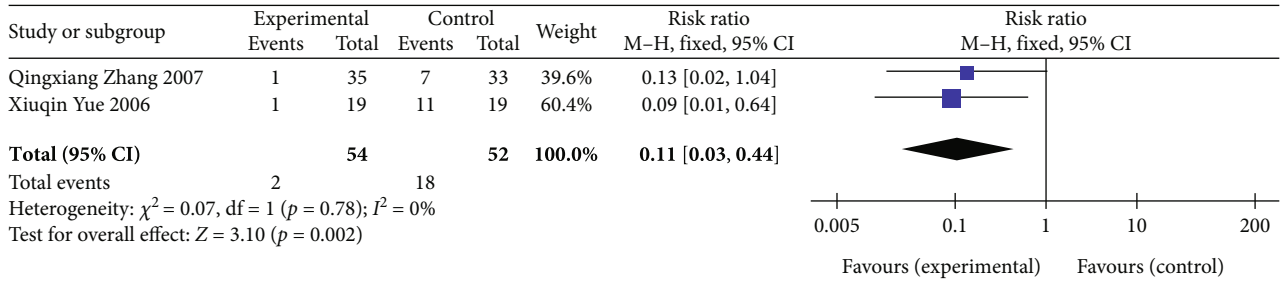 Study or subgroup Experimental Control Weight Risk ratio Risk ratio
Events Total Events Total M–H, fixed, 95% CI M–H, fixed, 95% CI
Qingxiang Zhang 2007 1 35 7 33 39.6% 0.13 [0.02, 1.04]
Xiuqin Yue 2006 1 19 11 19 60.4% 0.09 [0.01, 0.64]
Total (95% CI) 54 52 100.0% 0.11 [0.03, 0.44]
Total events 2 18
Heterogeneity: χ² = 0.07, df = 1 (p = 0.78); I² = 0%
Test for overall effect: Z = 3.10 (p = 0.002)
0.005 0.1 1 10 200
Favours (experimental) Favours (control)